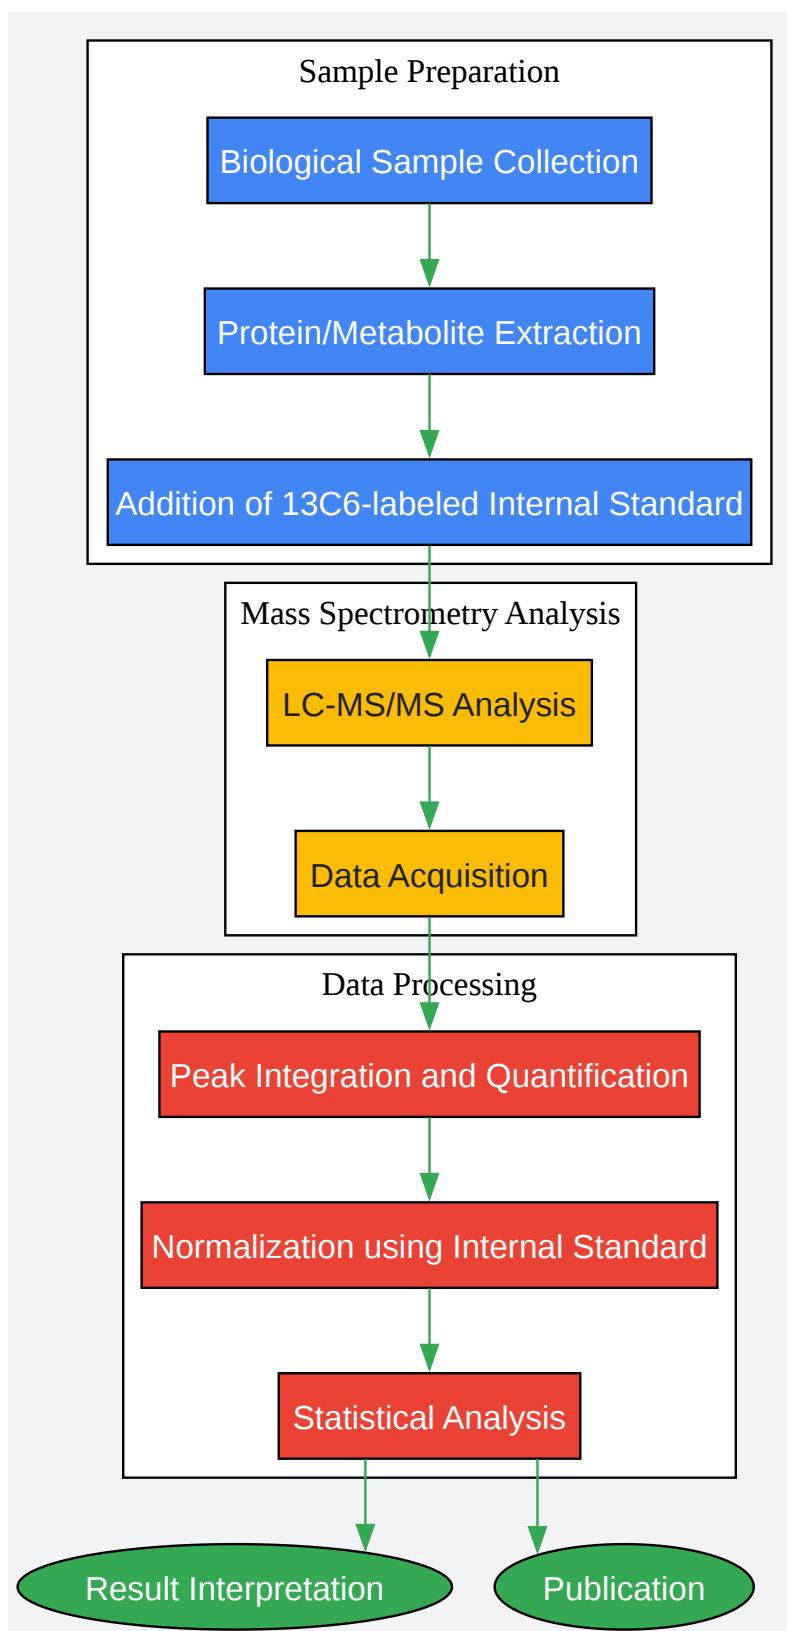 Sample Preparation
Biological Sample Collection
Protein/Metabolite Extraction
Addition of 13C6-labeled Internal Standard
Mass Spectrometry Analysis
LC-MS/MS Analysis
Data Acquisition
Data Processing
Peak Integration and Quantification
Normalization using Internal Standard
Statistical Analysis
Result Interpretation
Publication